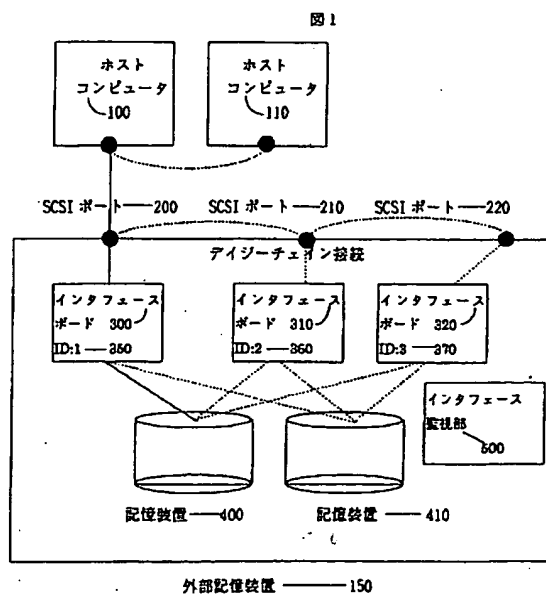 図1
ホスト
コンピュータ
100
ホスト
コンピュータ
110
SCSI ポート 200
SCSI ポート 210
SCSI ポート 220
デイジーチェイン接続
インタフェース
ボード 300
ID:1 350
インタフェース
ボード 310
ID:2 360
インタフェース
ボード 320
ID:3 370
インタフェース
監視部
500
記憶装置 400
記憶装置 410
外部記憶装置 150